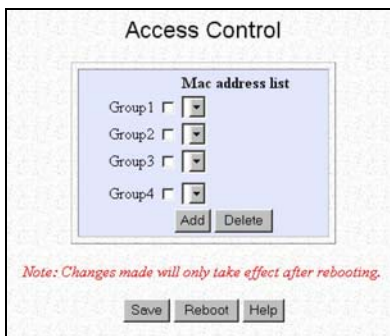 Access Control
Mac address list
Group1
Group2
Group3
Group4
Add Delete
Note: Changes made will only take effect after rebooting.
Save Reboot Help